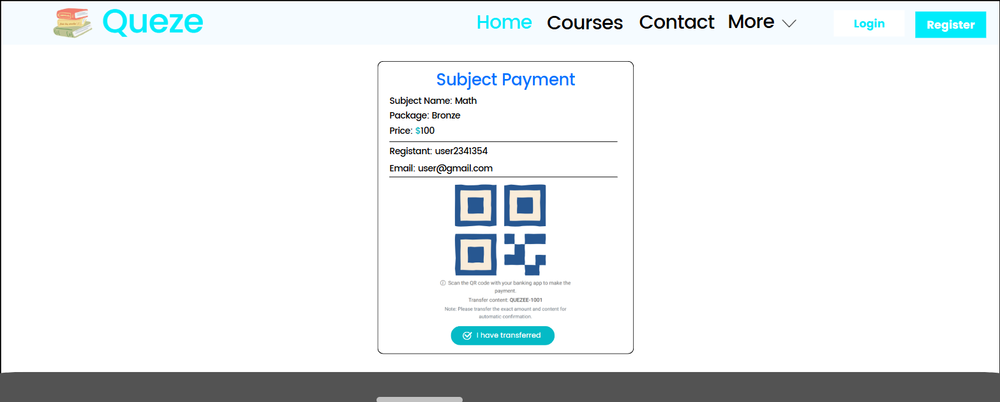 Queze
Home Courses Contact More
Login
Register
Subject Payment
Subject Name: Math
Package: Bronze
Price: $100
Registant: user2341354
Email: user@gmail.com
Scan the QR code with your banking app to make the
payment.
Transfer content: QUEZEE-1001
Note: Please transfer the exact amount and content for
automatic confirmation.
I have transferred